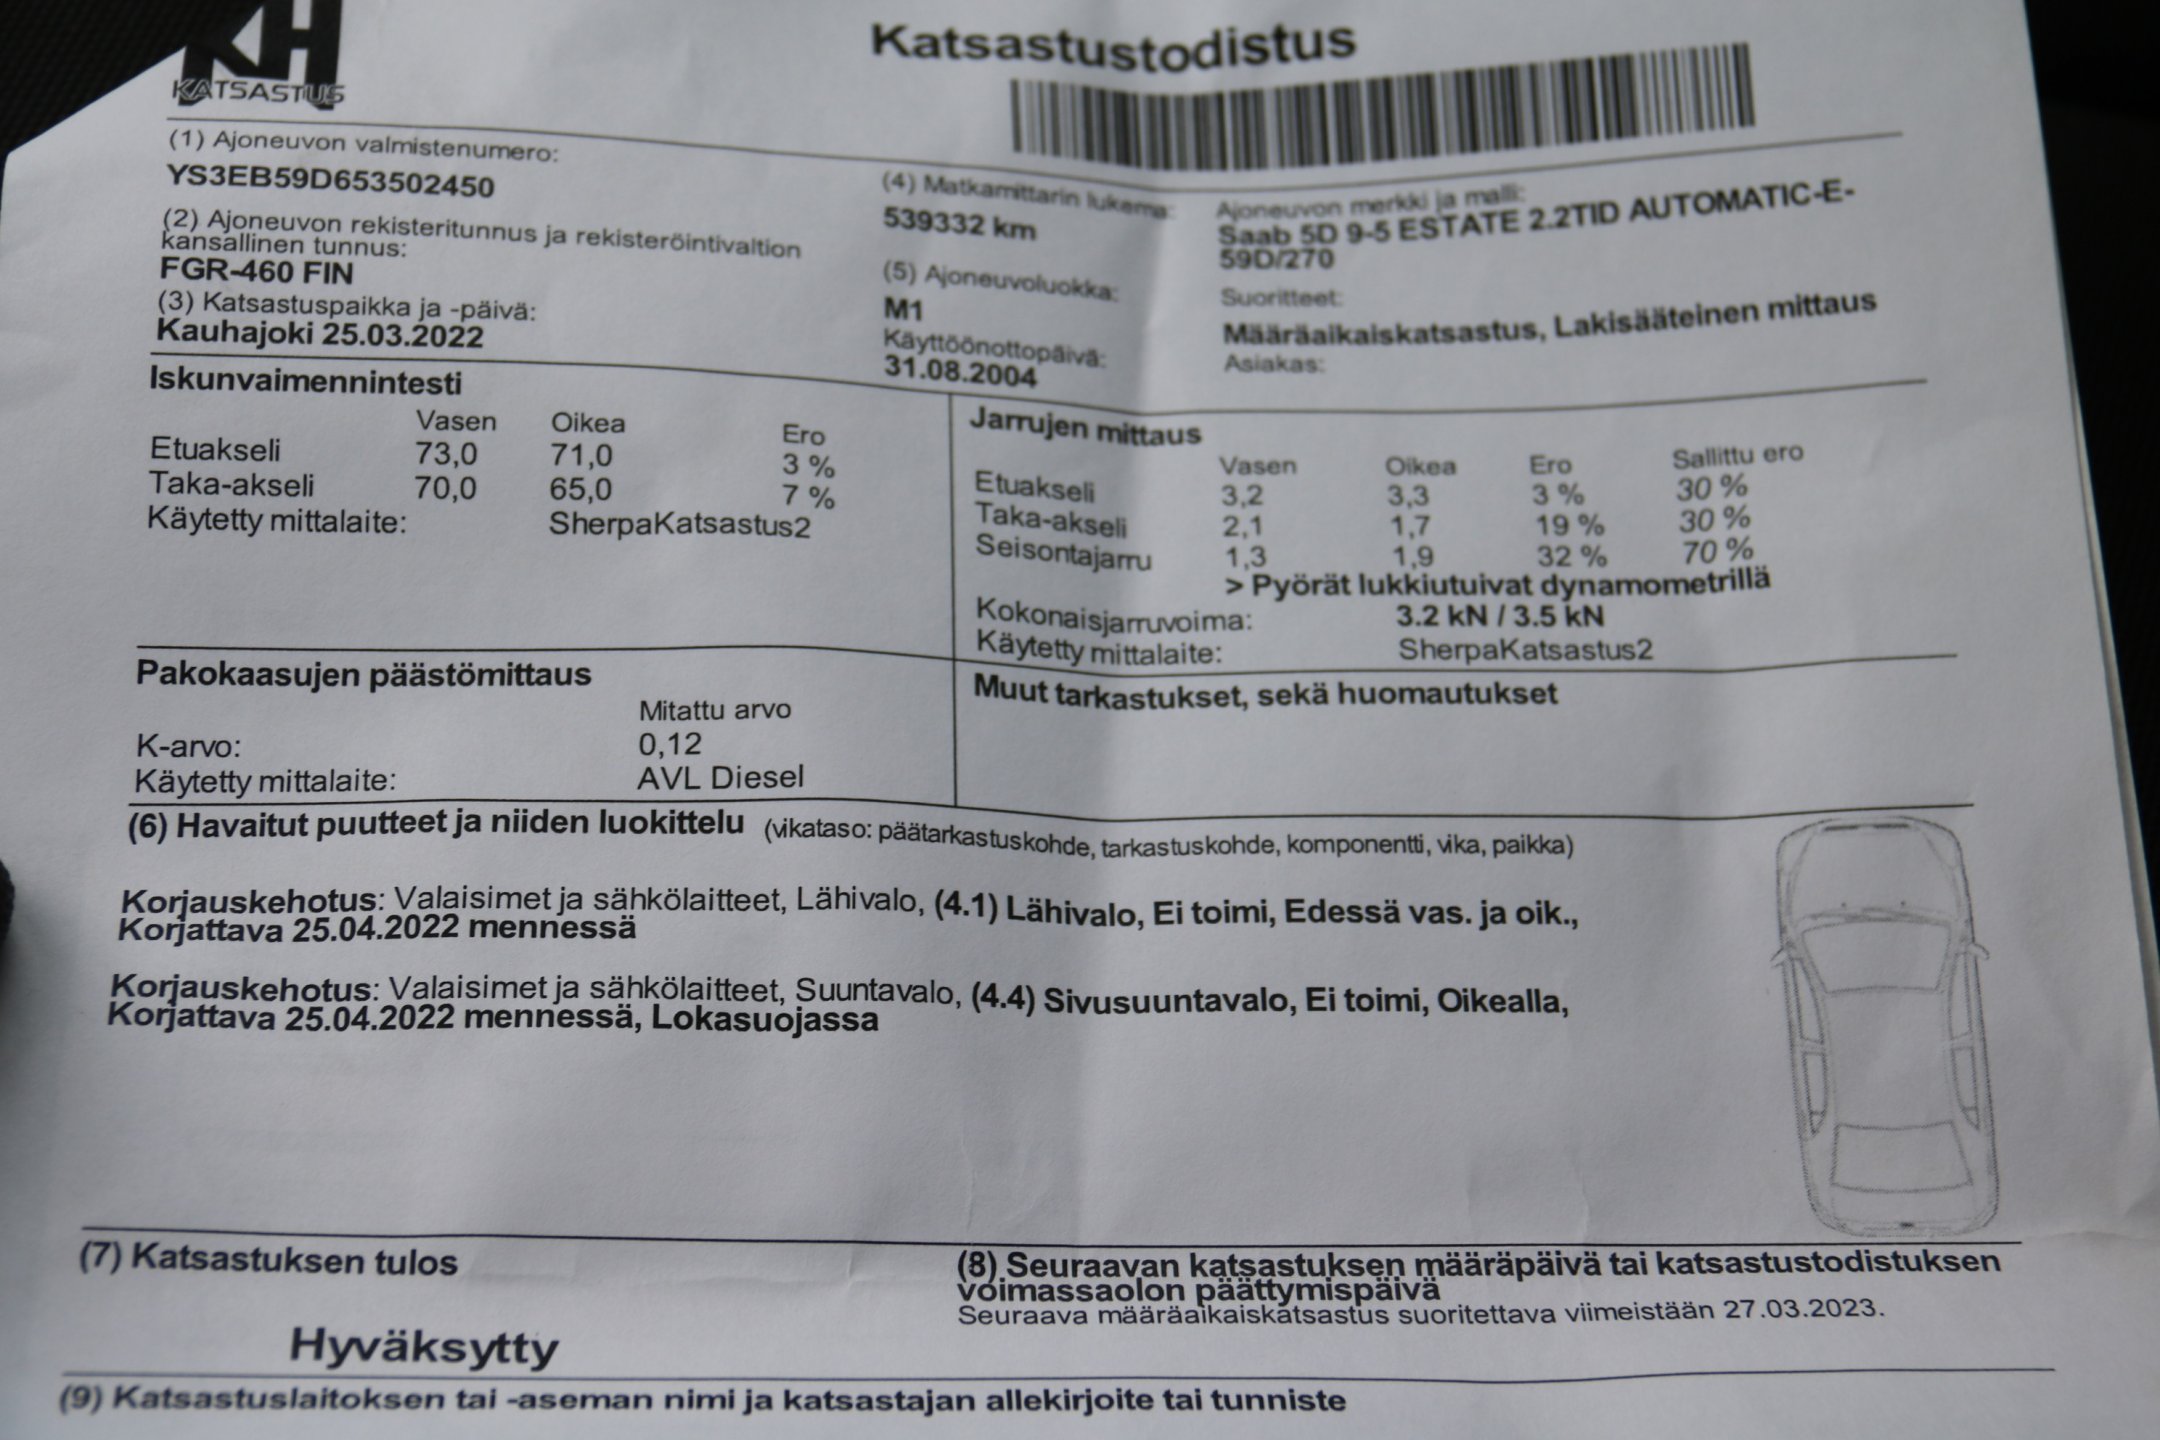 KH
KATSASTUS
Katsastustodistus
(1) Ajoneuvon valmistenumero:
YS3EB59D653502450
(2) Ajoneuvon rekisteritunnus ja rekisteröintivaltion
kansallinen tunnus:
FGR-460 FIN
(3) Katsastuspaikka ja -päivä:
Kauhajoki 25.03.2022
(4) Matkamittarin lukema:
539332 km
(5) Ajoneuvoluokka:
M1
Käyttöönottopäivä:
31.08.2004
Ajoneuvon merkki ja malli:
Saab 5D 9-5 ESTATE 2.2TID AUTOMATIC-E-
59D/270
Suoritteet:
Määräaikaiskatsastus, Lakisääteinen mittaus
Asiakas:
Iskunvaimennintesti
Vasen Oikea Ero
Etuakseli 73,0 71,0 3 %
Taka-akseli 70,0 65,0 7 %
Käytetty mittalaite: SherpaKatsastus2
Jarrujen mittaus
Vasen Oikea Ero Sallittu ero
Etuakseli 3,2 3,3 3 % 30 %
Taka-akseli 2,1 1,7 19 % 30 %
Seisontajarru 1,3 1,9 32 % 70 %
> Pyörät lukkiutuivat dynamometrillä
Kokonaisjarruvoima: 3.2 kN / 3.5 kN
Käytetty mittalaite: SherpaKatsastus2
Pakokaasujen päästömittaus
Mitattu arvo
K-arvo: 0,12
Käytetty mittalaite: AVL Diesel
Muut tarkastukset, sekä huomautukset
(6) Havaitut puutteet ja niiden luokittelu (vikataso: päätarkastuskohde, tarkastuskohde, komponentti, vika, paikka)
Korjauskehotus: Valaisimet ja sähkölaitteet, Lähivalo, (4.1) Lähivalo, Ei toimi, Edessä vas. ja oik.,
Korjattava 25.04.2022 mennessä
Korjauskehotus: Valaisimet ja sähkölaitteet, Suuntavalo, (4.4) Sivusuuntavalo, Ei toimi, Oikealla,
Korjattava 25.04.2022 mennessä, Lokasuojassa
(7) Katsastuksen tulos
Hyväksytty
(8) Seuraavan katsastuksen määräpäivä tai katsastustodistuksen
voimassaolon päättymispäivä
Seuraava määräaikaiskatsastus suoritettava viimeistään 27.03.2023.
(9) Katsastuslaitoksen tai -aseman nimi ja katsastajan allekirjoite tai tunniste